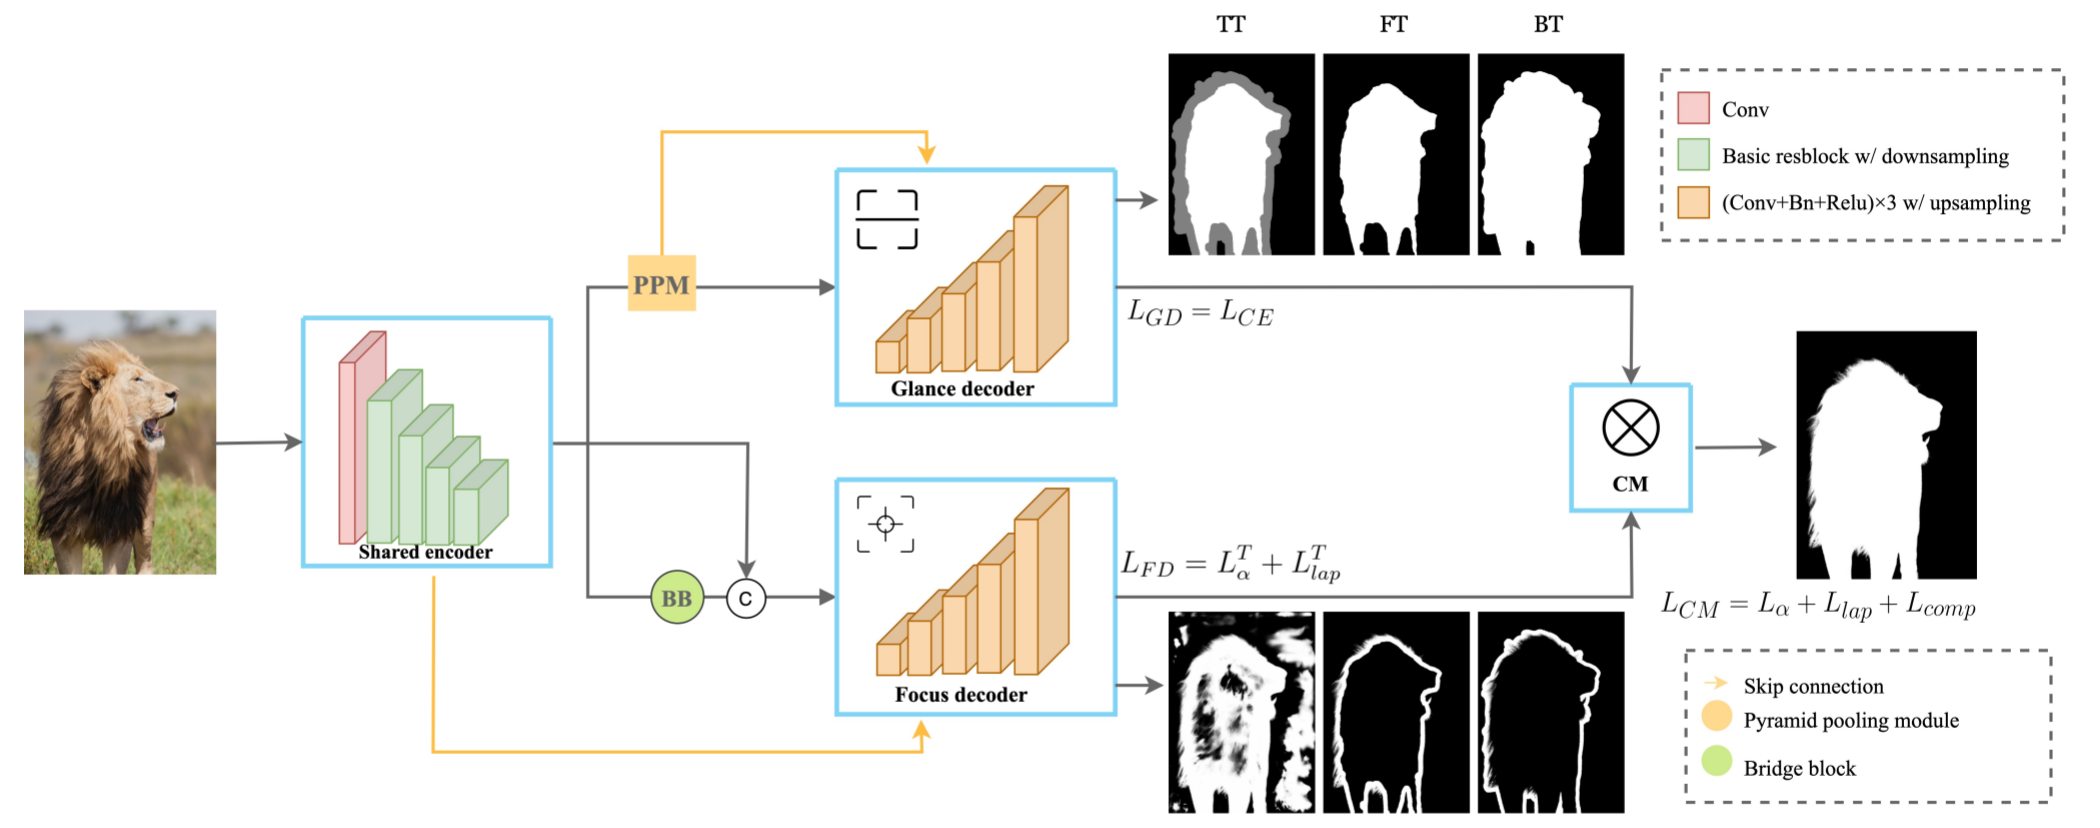 TT
FT
BT
Conv
Basic resblock w/ downsampling
(Conv+Bn+Relu)×3 w/ upsampling
PPM
Glance decoder
L_{GD} = L_{CE}
Shared encoder
CM
BB
C
Focus decoder
L_{FD} = L_{α}^{T} + L_{lap}^{T}
L_{CM} = L_{α} + L_{lap} + L_{comp}
Skip connection
Pyramid pooling module
Bridge block